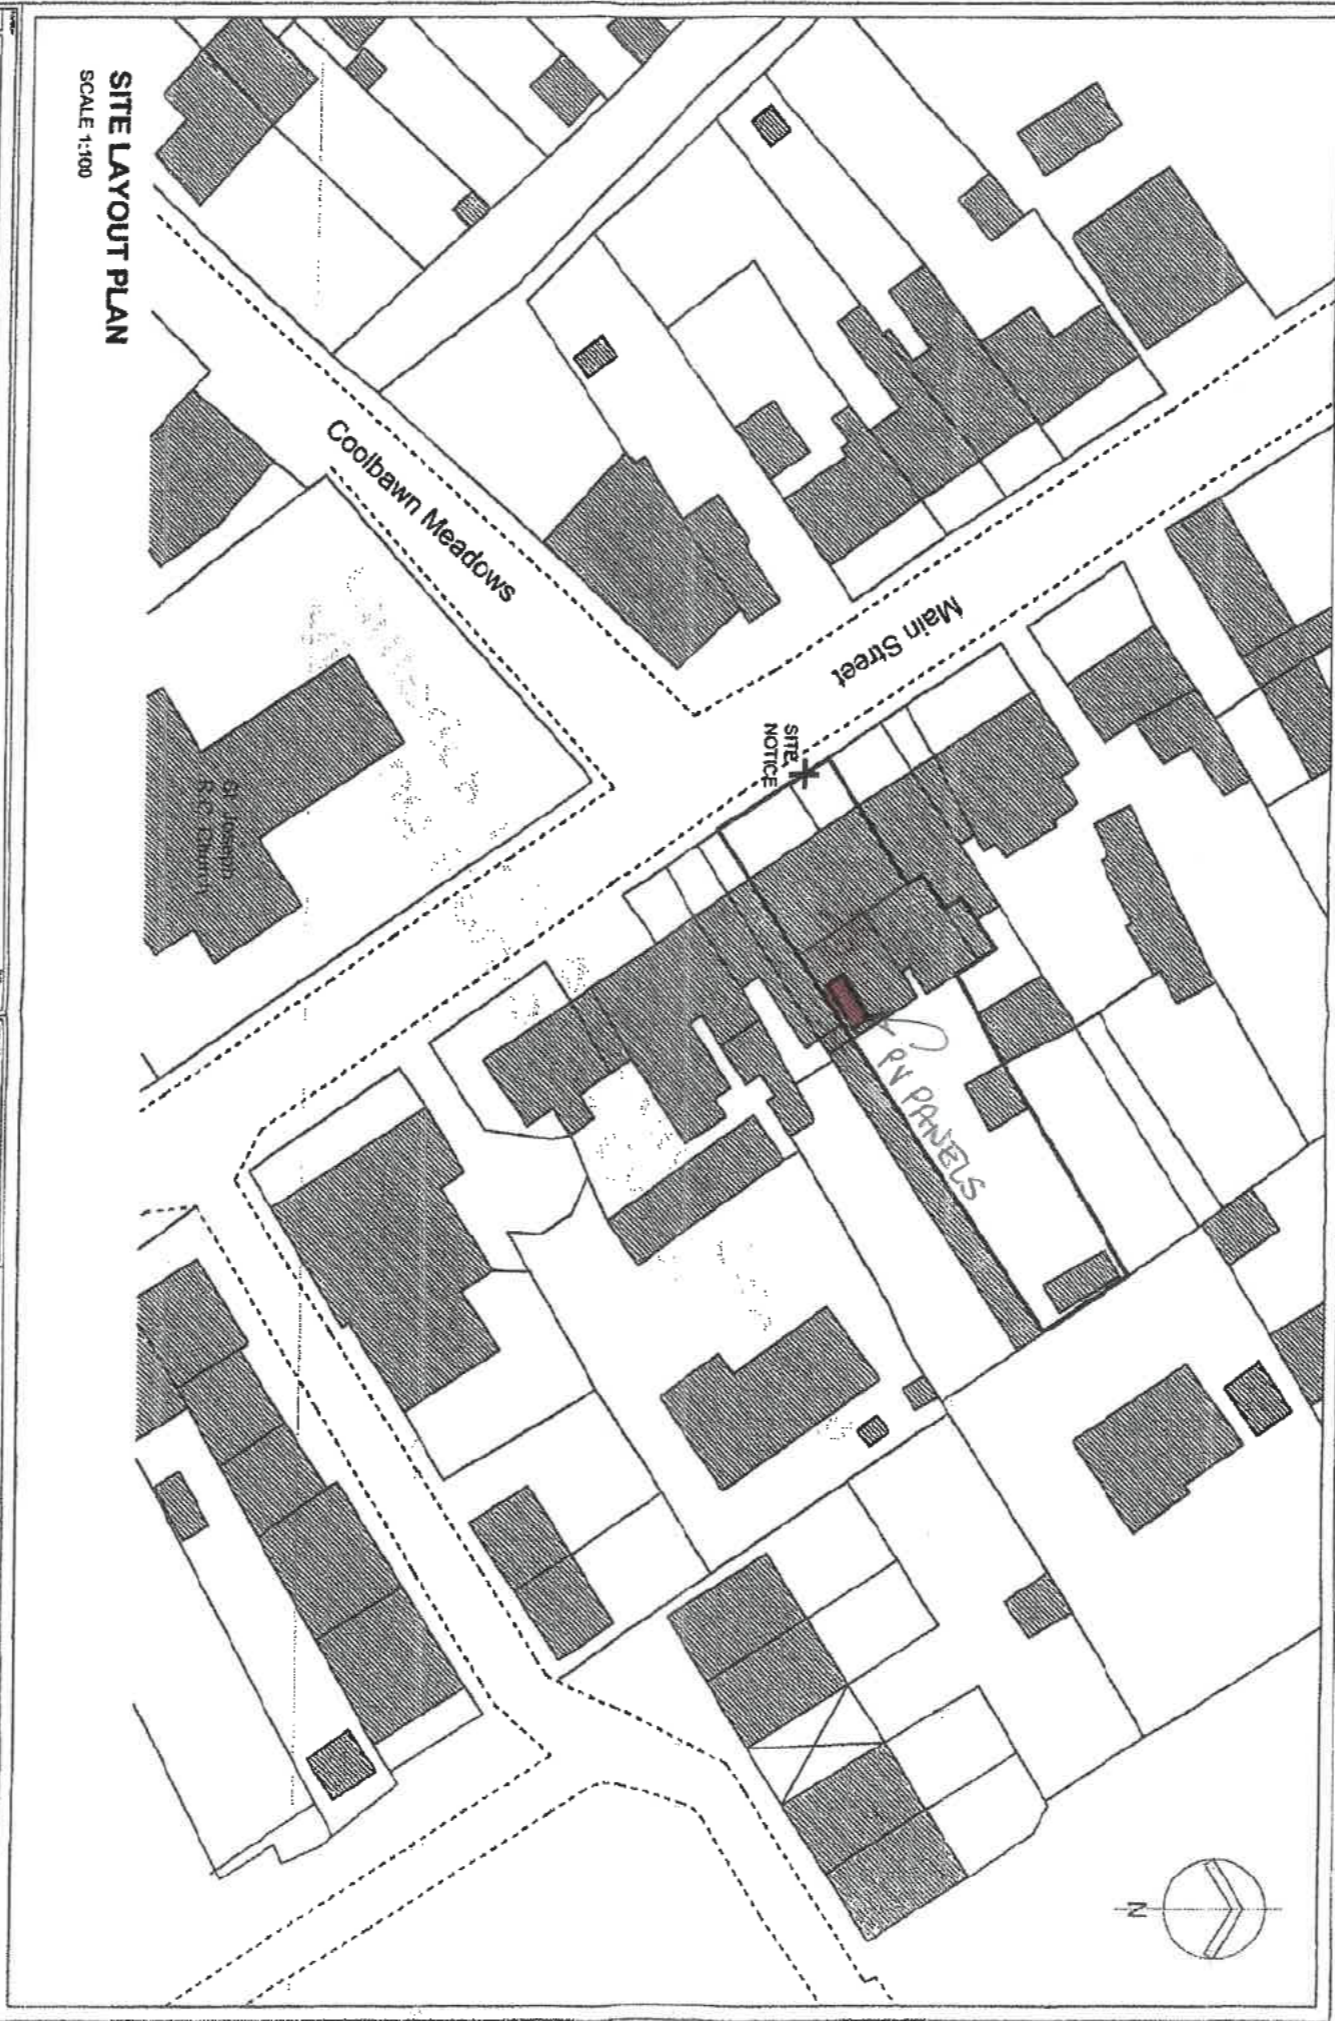 SITE LAYOUT PLAN
SCALE 1:100
Coolbawn Meadows
Main Street
SITE
NOTICE
St. Joseph
R.C. Church
PV PANELS
N